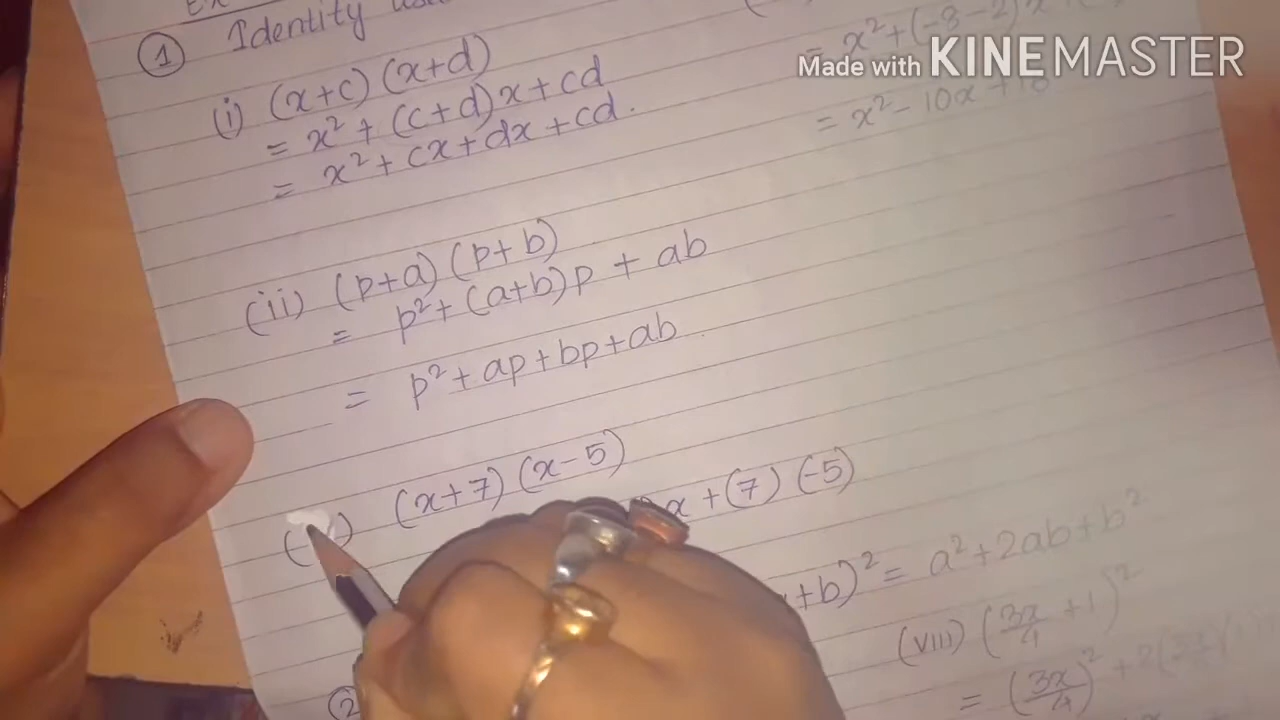 ① Identity
(i) (x+c) (x+d)
= x² + (c+d)x + cd
= x² + cx + dx + cd.
(ii) (p+a) (p+b)
= p² + (a+b)p + ab
= p² + ap + bp + ab
(x+7) (x-5)
x + (7) (-5)
+b)² = a² + 2ab + b²
②
= x² + (-8-2)x
= x² - 10x +
(viii) (3x/4 + 1)²
= (3x/4)² + 2
Made with KINEMASTER